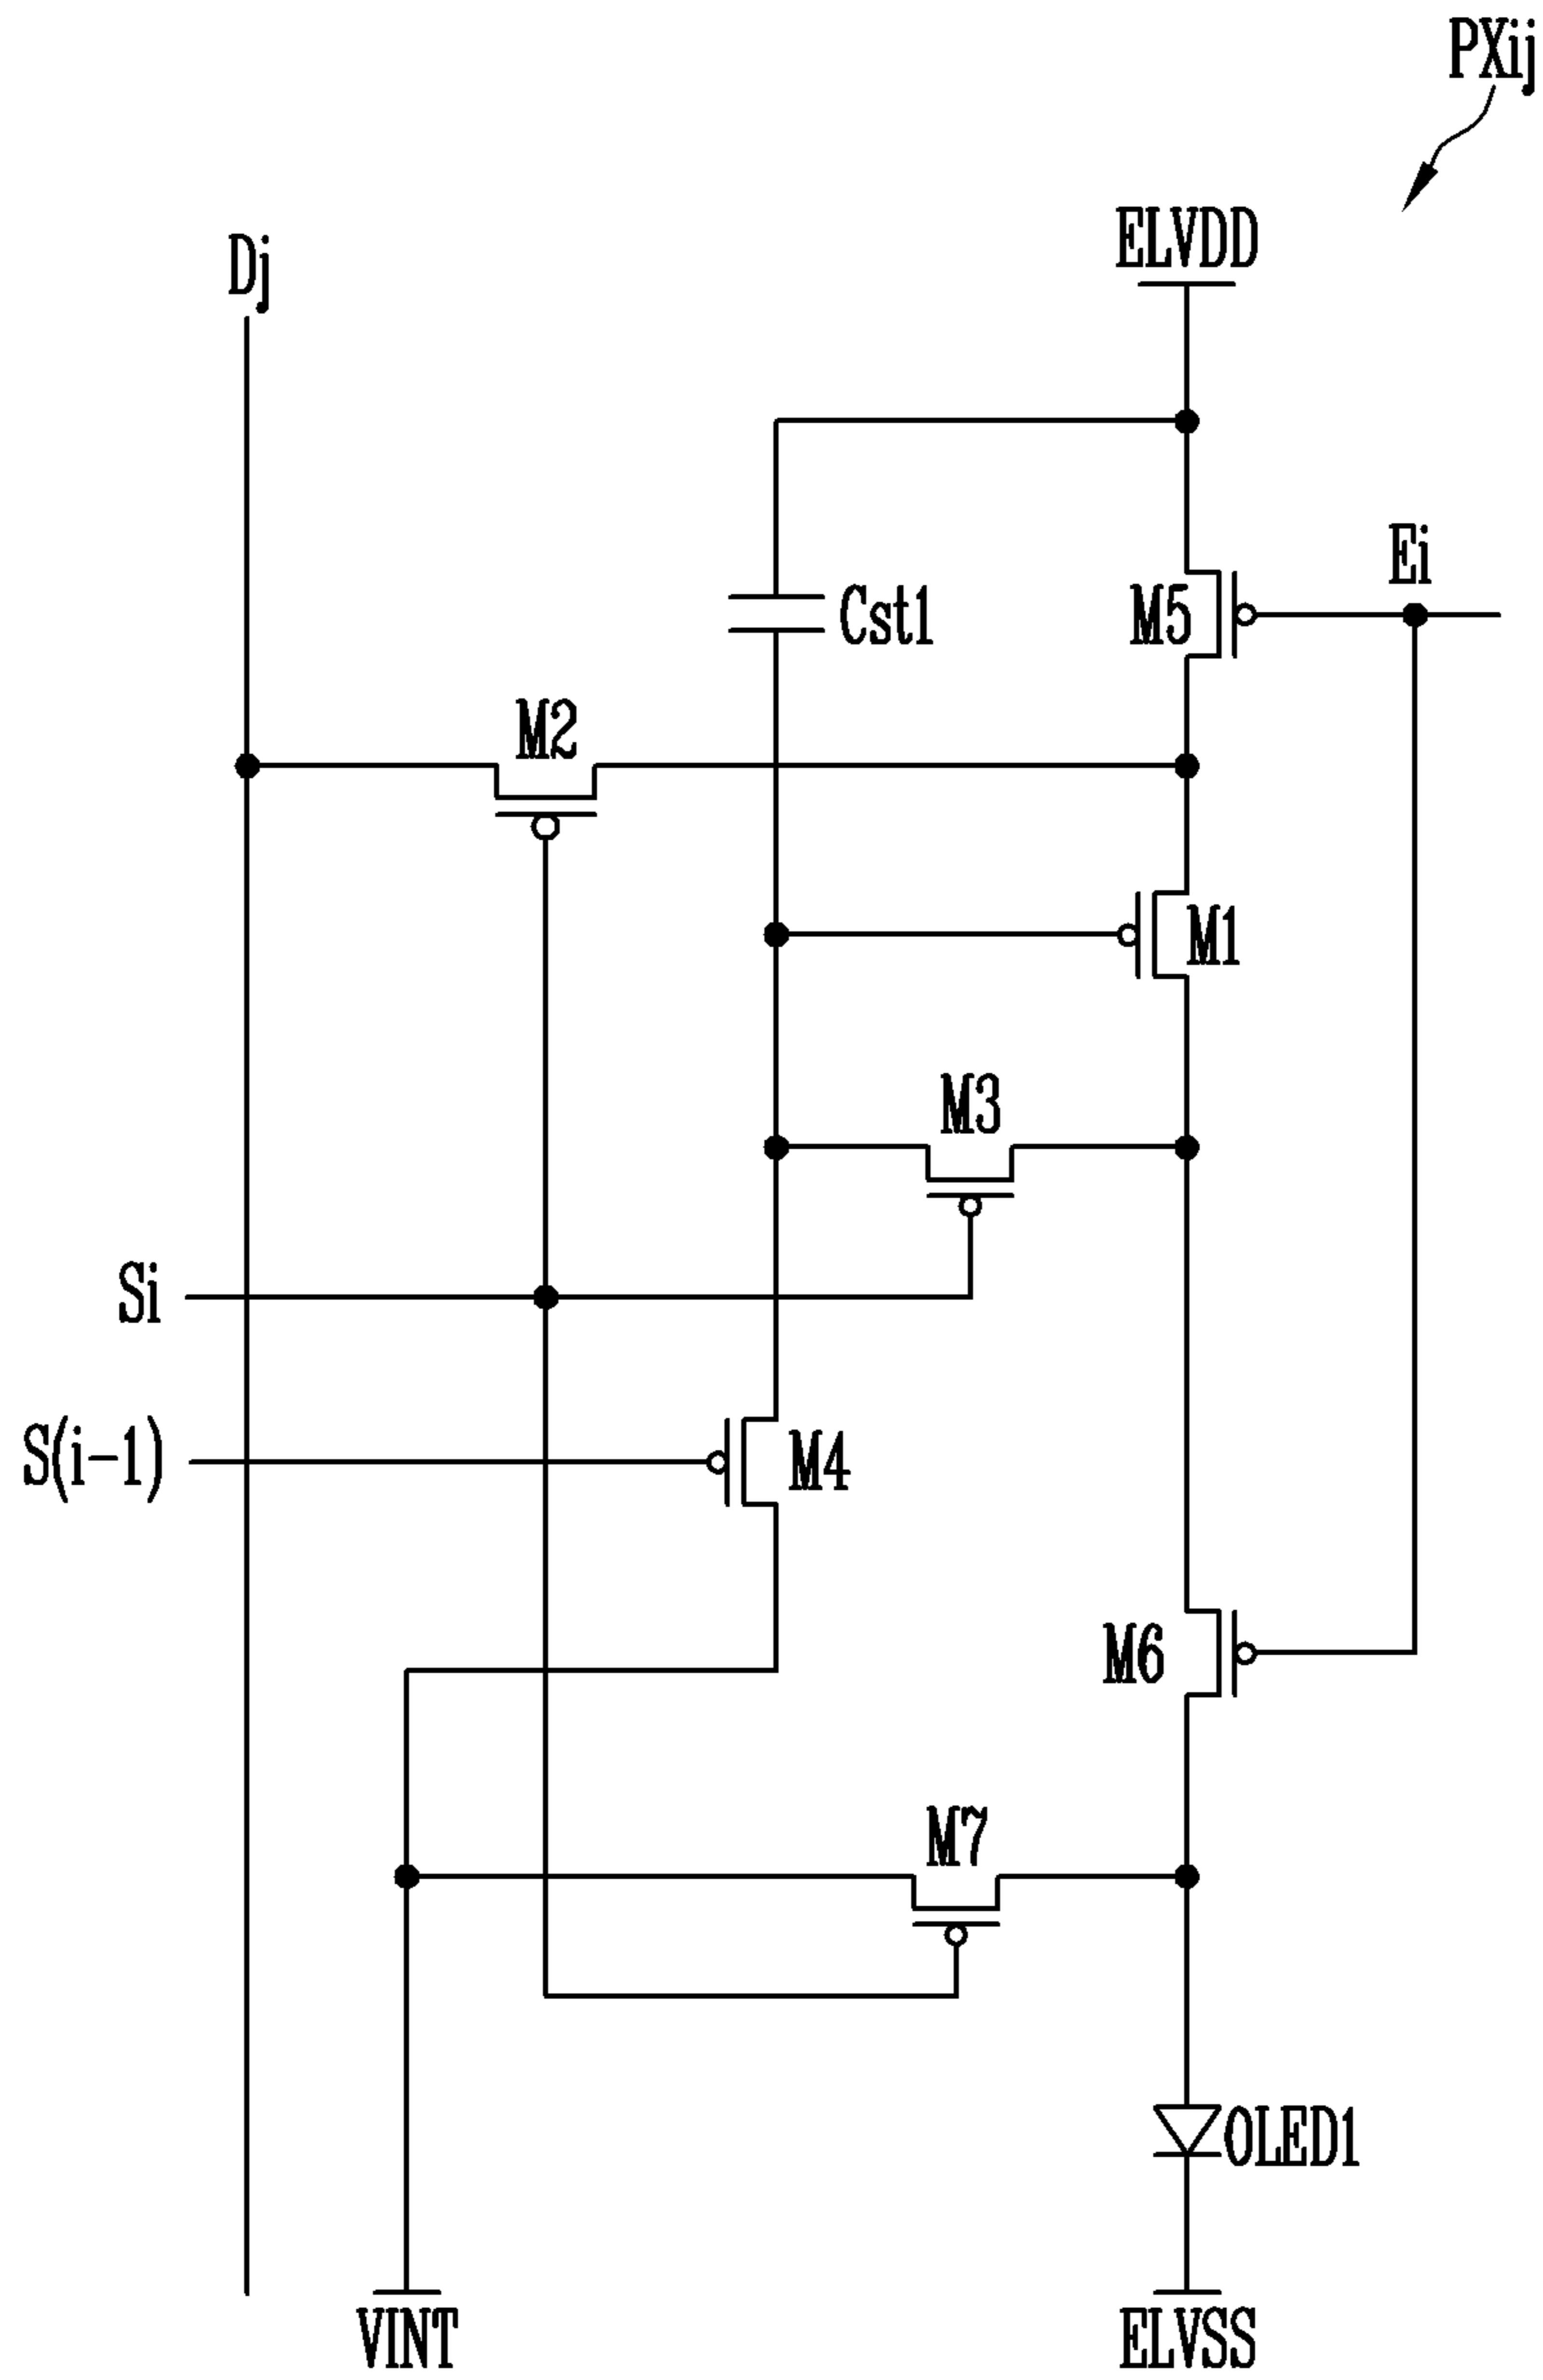 PXij
ELVDD
Dj
Ei
M5
Cst1
M2
M1
M3
Si
S(i-1)
M4
M6
M7
OLED1
VINT
ELVSS